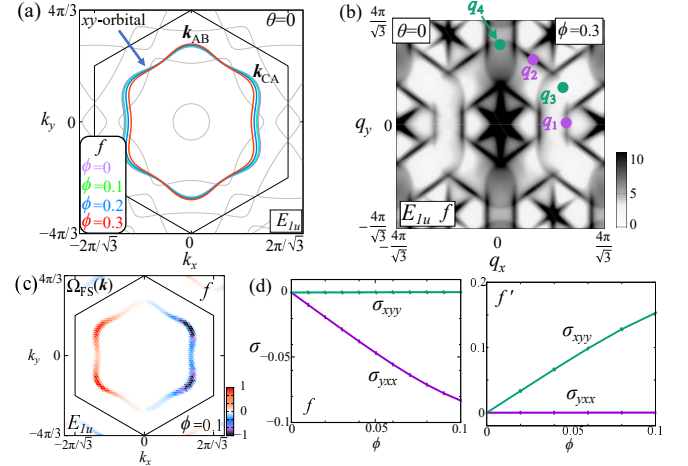 (a)
4π/3
xy-orbital
k_AB
θ=0
k_CA
k_y
0
f
ϕ=0
ϕ=0.1
ϕ=0.2
ϕ=0.3
E_1u
−4π/3
−2π/√3
0
2π/√3
k_x
(b)
4π/√3
q_4
θ=0
ϕ=0.3
q_2
q_3
q_1
q_y
0
10
5
0
E_1u f
−4π/√3
−4π/√3
0
4π/√3
q_x
(c)
4π/3
Ω_FS(k)
f
k_y
0
1
0
−1
E_1u
ϕ=0.1
−4π/3
−2π/√3
0
2π/√3
k_x
(d)
0
σ_xyy
σ
−0.05
σ_yxx
f
−0.1
0
0.05
0.1
ϕ
0.2
f'
σ_xyy
0.1
σ_yxx
0
0
0.05
0.1
ϕ